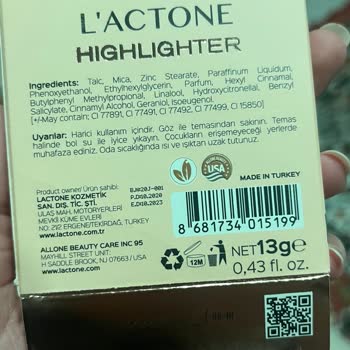 L'ACTONE
HIGHLIGHTER
Ingredients: Talc, Mica, Zinc Stearate, Paraffinum Liquidum,
Phenoxyethanol, Ethylhexylglycerin, Parfum, Hexyl Cinnamal,
Butylphenyl Methylpropional, Linalool, Hydroxycitronellal, Benzyl
Salicylate, Cinnamyl Alcohol, Geraniol, Isoeugenol.
[+/-May contain; CI 77891, CI 77491, CI 77492, CI 77499, CI 77499, CI 15850]
Uyarılar: Harici kullanım içindir. Göz ile temasından sakının. Temas
halinde bol su ile iyice yıkayın. Çocukların erişemeyeceği yerlerde
muhafaza ediniz. Oda sıcaklığında ısı ve ışıktan uzak tutunuz.
USA
Product owner/ Ürün sahibi:
LACTONE KOZMETİK
SAN. DIŞ. TİC. ŞTİ.
ULAŞ MAH. MOTORYERLERİ
MEVKİ KÜME EVLERİ
NO: 212 ERGENE/TEKİRDAĞ, TURKEY
www.lactone.com.tr
P.D
2023
MADE IN TURKEY
8 681734 015199
ALLONE BEAUTY CARE INC 95
MAYHILL STREET UNIT
H SADDLE BROOK, NJ 07663 / USA
www.lactone.com
12M
NET 13g e
0,43 fl. oz.